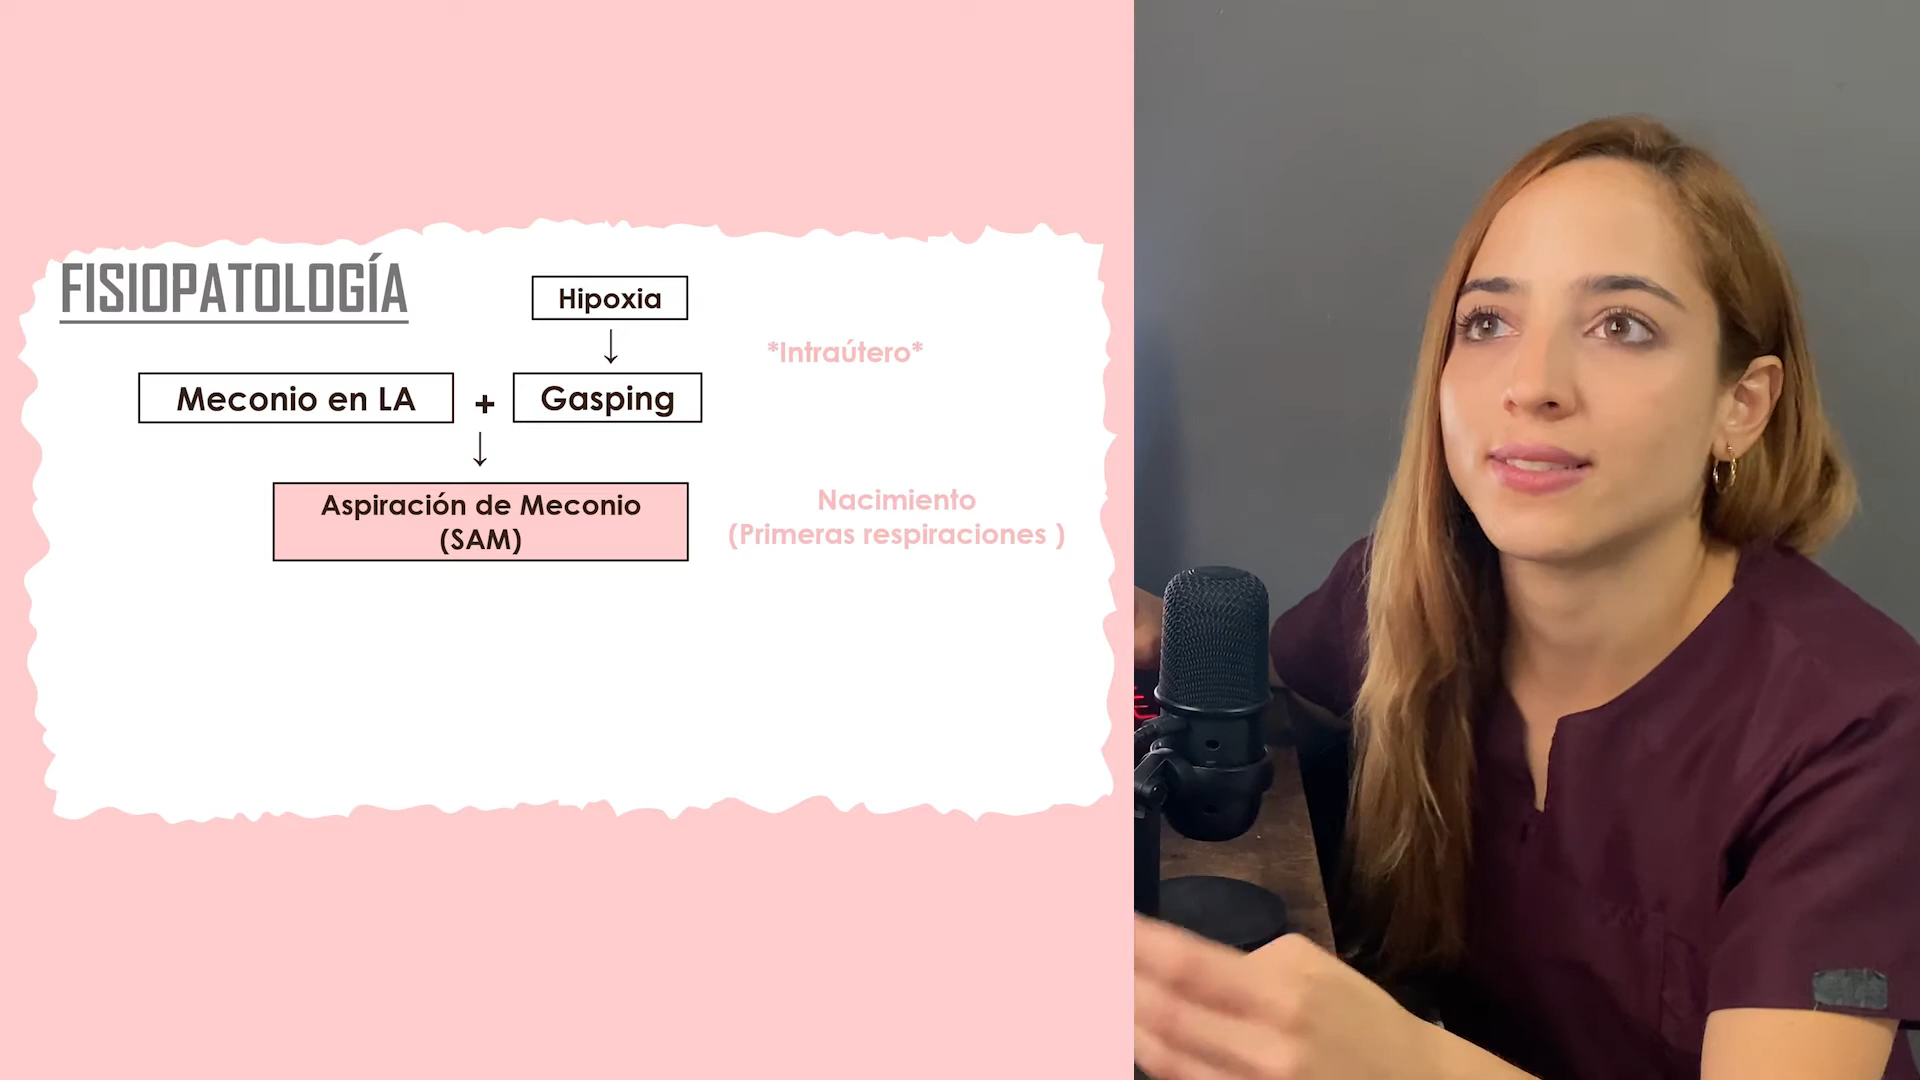 FISIOPATOLOGÍA
Hipoxia
*Intraútero*
Meconio en LA + Gasping
Aspiración de Meconio
(SAM)
Nacimiento
(Primeras respiraciones )